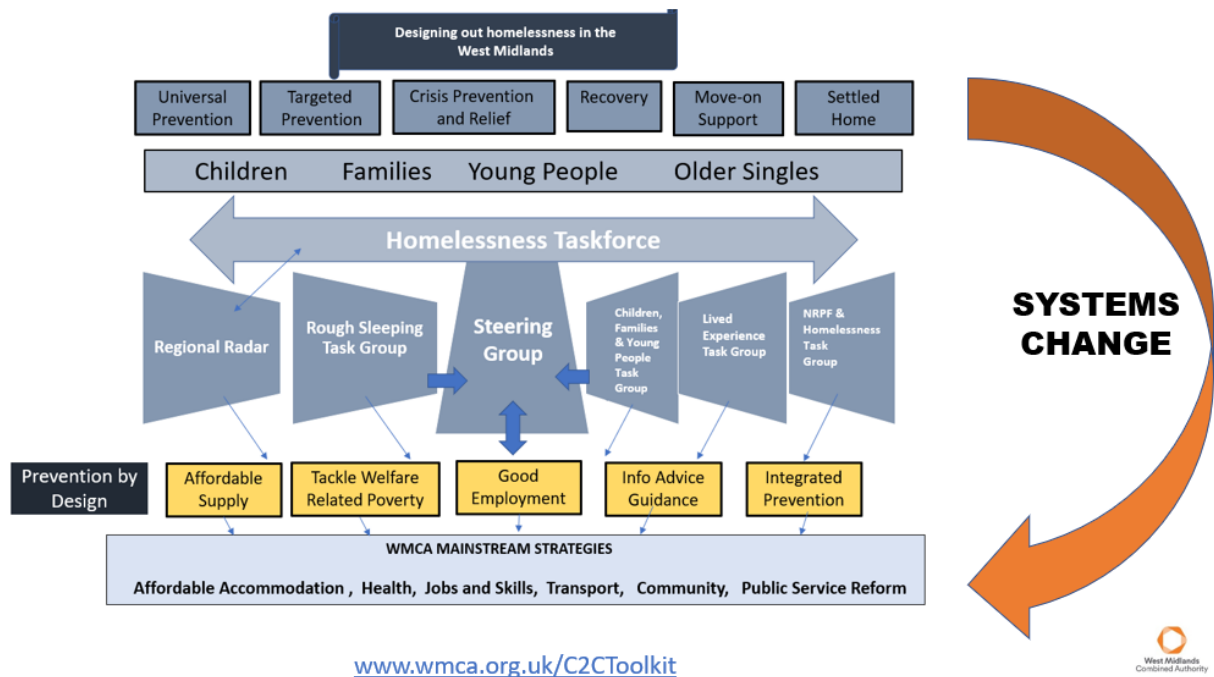 Designing out homelessness in the
West Midlands
Universal
Prevention
Targeted
Prevention
Crisis Prevention
and Relief
Recovery
Move-on
Support
Settled
Home
Children Families Young People Older Singles
Homelessness Taskforce
Regional Radar
Rough Sleeping
Task Group
Steering
Group
Children,
Families
& Young
People
Task
Group
Lived
Experience
Task Group
NRPF &
Homelessness
Task
Group
SYSTEMS
CHANGE
Prevention by
Design
Affordable
Supply
Tackle Welfare
Related Poverty
Good
Employment
Info Advice
Guidance
Integrated
Prevention
WMCA MAINSTREAM STRATEGIES
Affordable Accommodation , Health, Jobs and Skills, Transport, Community, Public Service Reform
www.wmca.org.uk/C2CToolkit
West Midlands
Combined Authority